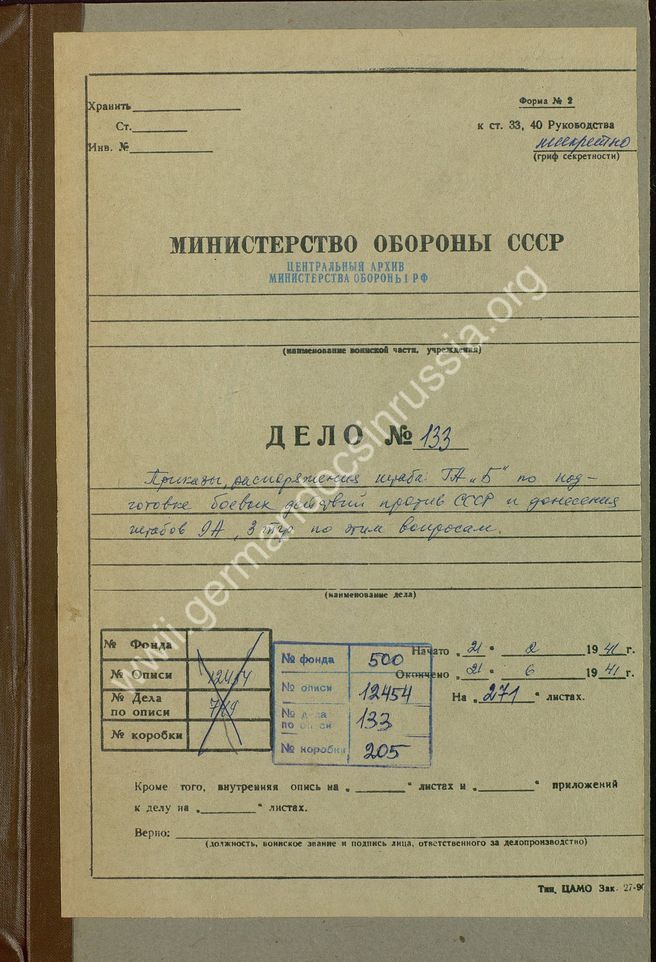 Хранить
Ст.
Инв. №
Форма № 2
к ст. 33, 40 Руководства
несекретно
(гриф секретности)
МИНИСТЕРСТВО ОБОРОНЫ СССР
ЦЕНТРАЛЬНЫЙ АРХИВ
МИНИСТЕРСТВА ОБОРОНЫ РФ
(наименование воинской части, учреждения)
ДЕЛО № 133
Приказы, распоряжения штаба ГА „Б" по под-
готовке боевых действий против СССР и донесения
штабов 9А, 3 тгр по этим вопросам.
(наименование дела)
№ Фонда
№ Описи 12454
№ Дела
по описи
№ коробки
№ фонда 500
№ описи 12454
№ дела
по описи 133
№ коробки 205
Начато „21" 2 1941 г.
Окончено „21" 6 1941 г.
На „271" листах.
Кроме того, внутренняя опись на „ " листах и „ " приложений
к делу на „ " листах.
Верно:
(должность, воинское звание и подпись лица, ответственного за делопроизводство)
Тип. ЦАМО Зак. 27-90
www.germandocsinrussia.org